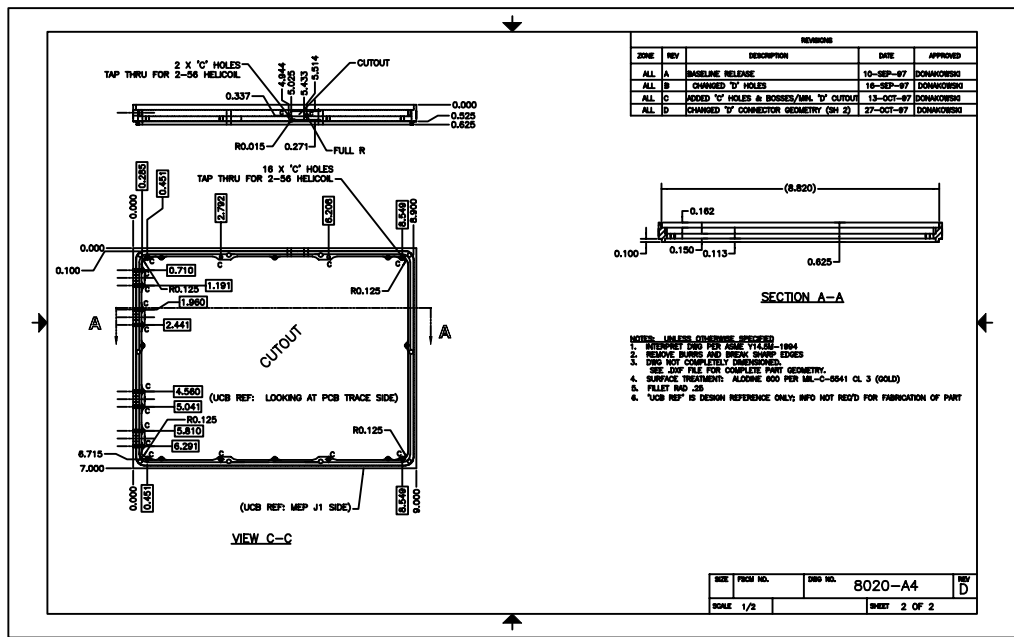 REVISIONS
ZONE REV DESCRIPTION DATE APPROVED
ALL A BASELINE RELEASE 10-SEP-97 DONAKOWSKI
ALL B CHANGED "D" HOLES 16-SEP-97 DONAKOWSKI
ALL C ADDED "C" HOLES & BOSSES/MIN. "D" CUTOUT 13-OCT-97 DONAKOWSKI
ALL D CHANGED "D" CONNECTOR GEOMETRY (SH 2) 27-OCT-97 DONAKOWSKI
2 X "C" HOLES
TAP THRU FOR 2-56 HELICOIL
4.944
5.025
5.433
5.514
CUTOUT
0.337
C
C
0.000
0.525
0.625
R0.015
0.271
FULL R
16 X "C" HOLES
TAP THRU FOR 2-56 HELICOIL
0.000
0.285
0.451
2.792
6.208
8.549
8.900
0.000
0.100
C
C
C
C
0.710
R0.125
1.191
R0.125
C
1.960
C
A
A
2.441
C
CUTOUT
C
4.560
(UCB REF: LOOKING AT PCB TRACE SIDE)
C
5.041
R0.125
C
5.810
R0.125
C
6.291
6.715
7.000
C
C
C
C
0.000
0.451
8.549
9.000
(UCB REF: MEP J1 SIDE)
VIEW C-C
(8.820)
0.162
0.100
0.150
0.113
0.625
SECTION A-A
NOTES: UNLESS OTHERWISE SPECIFIED
1. INTERPRET DWG PER ASME Y14.5M-1994
2. REMOVE BURRS AND BREAK SHARP EDGES
3. DWG NOT COMPLETELY DIMENSIONED.
SEE .DXF FILE FOR COMPLETE PART GEOMETRY.
4. SURFACE TREATMENT: ALODINE 600 PER MIL-C-5541 CL 3 (GOLD)
5. FILLET RAD .25
6. "UCB REF" IS DESIGN REFERENCE ONLY; INFO NOT REQ'D FOR FABRICATION OF PART
SIZE FSCM NO. DWG NO. 8020-A4 REV D
SCALE 1/2 SHEET 2 OF 2